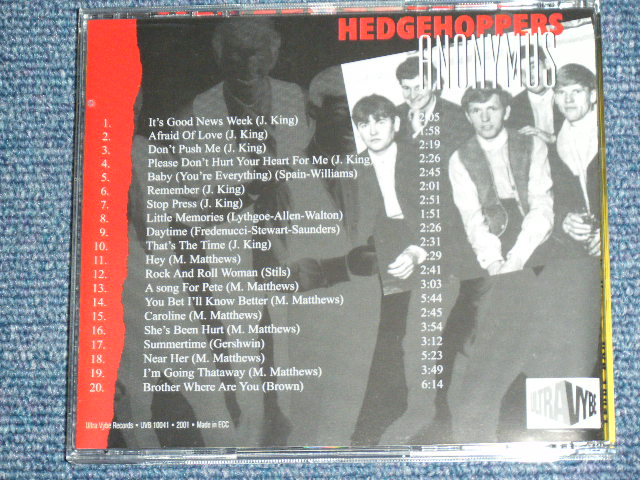 HEDGEHOPPERS
ANONYMUS
1. It's Good News Week (J. King) 2:05
2. Afraid Of Love (J. King) 1:58
3. Don't Push Me (J. King) 2:19
4. Please Don't Hurt Your Heart For Me (J. King) 2:26
5. Baby (You're Everything) (Spain-Williams) 2:45
6. Remember (J. King) 2:01
7. Stop Press (J. King) 2:51
8. Little Memories (Lythgoe-Allen-Walton) 1:51
9. Daytime (Fredenucci-Stewart-Saunders) 2:26
10. That's The Time (J. King) 2:31
11. Hey (M. Matthews) :29
12. Rock And Roll Woman (Stils) 2:41
13. A song For Pete (M. Matthews) 3:03
14. You Bet I'll Know Better (M. Matthews) 5:44
15. Caroline (M. Matthews) 2:45
16. She's Been Hurt (M. Matthews) 3:54
17. Summertime (Gershwin) 3:12
18. Near Her (M. Matthews) 5:23
19. I'm Going Thataway (M. Matthews) 3:49
20. Brother Where Are You (Brown) 6:14
Ultra Vybe Records • UVB 10041 • 2001 • Made in ECC